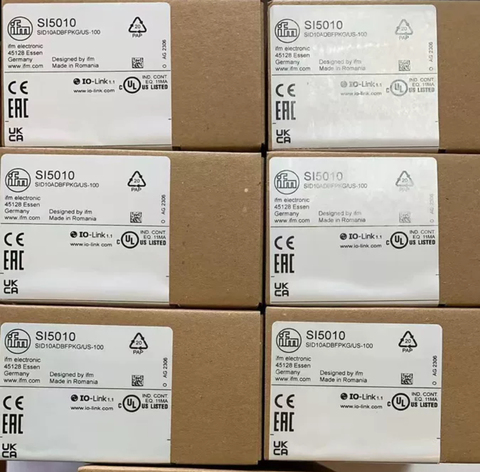 ifm
SI5010
SID10ADBFPKG/US-100
20
PAP
ifm electronic
45128 Essen
Germany
www.ifm.com
Designed by ifm
Made in Romania
O AG 2306
IO-Link 1.1
www.io-link.com
C UL US LISTED
IND. CONT.
EQ. 11MA
CE
EAC
UK
CA
ifm
SI5010
SID10ADBFPKG/US-100
20
PAP
ifm electronic
45128 Essen
Germany
www.ifm.com
Designed by ifm
Made in Romania
O AG 2306
IO-Link 1.1
www.io-link.com
C UL US LISTED
IND. CONT.
EQ. 11MA
CE
EAC
UK
CA
ifm
SI5010
SID10ADBFPKG/US-100
20
PAP
ifm electronic
45128 Essen
Germany
www.ifm.com
Designed by ifm
Made in Romania
O AG 2306
IO-Link 1.1
www.io-link.com
C UL US LISTED
IND. CONT.
EQ. 11MA
CE
EAC
UK
CA
ifm
SI5010
SID10ADBFPKG/US-100
20
PAP
ifm electronic
45128 Essen
Germany
www.ifm.com
Designed by ifm
Made in Romania
O AG 2306
IO-Link 1.1
www.io-link.com
C UL US LISTED
IND. CONT.
EQ. 11MA
CE
EAC
UK
CA
ifm
SI5010
SID10ADBFPKG/US-100
20
PAP
ifm electronic
45128 Essen
Germany
www.ifm.com
Designed by ifm
Made in Romania
O AG 2306
IO-Link 1.1
www.io-link.com
C UL US LISTED
IND. CONT.
EQ. 11MA
CE
EAC
UK
CA
ifm
SI5010
SID10ADBFPKG/US-100
20
PAP
ifm electronic
45128 Essen
Germany
www.ifm.com
Designed by ifm
Made in Romania
O AG 2306
IO-Link 1.1
www.io-link.com
C UL US LISTED
IND. CONT.
EQ. 11MA
CE
EAC
UK
CA